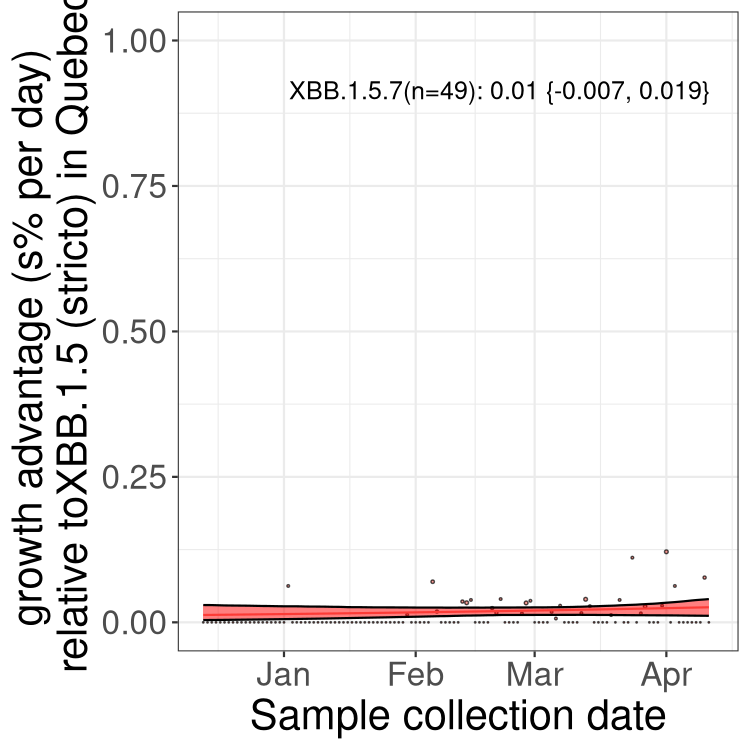 growth advantage (s% per day)
relative toXBB.1.5 (stricto) in Quebec
1.00
XBB.1.5.7(n=49): 0.01 {-0.007, 0.019}
0.75
0.50
0.25
0.00
Jan Feb Mar Apr
Sample collection date